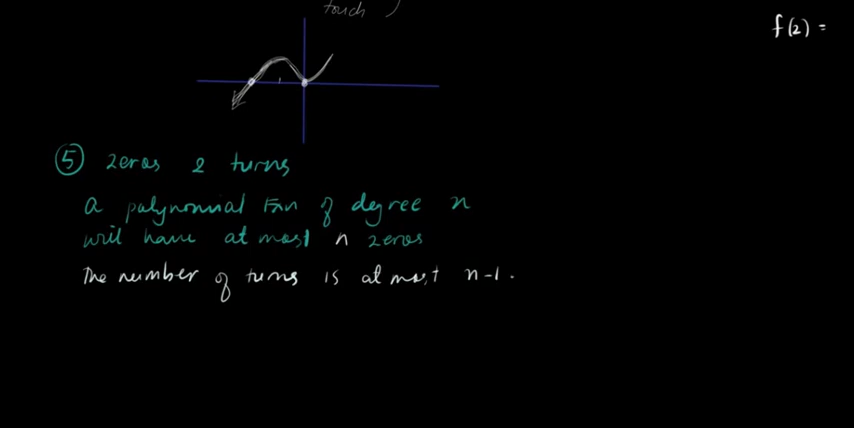 touch )
f(2) =
⑤ zeros & turns
a polynomial fxn of degree n
will have at most n zeros
The number of turns is at most n-1.